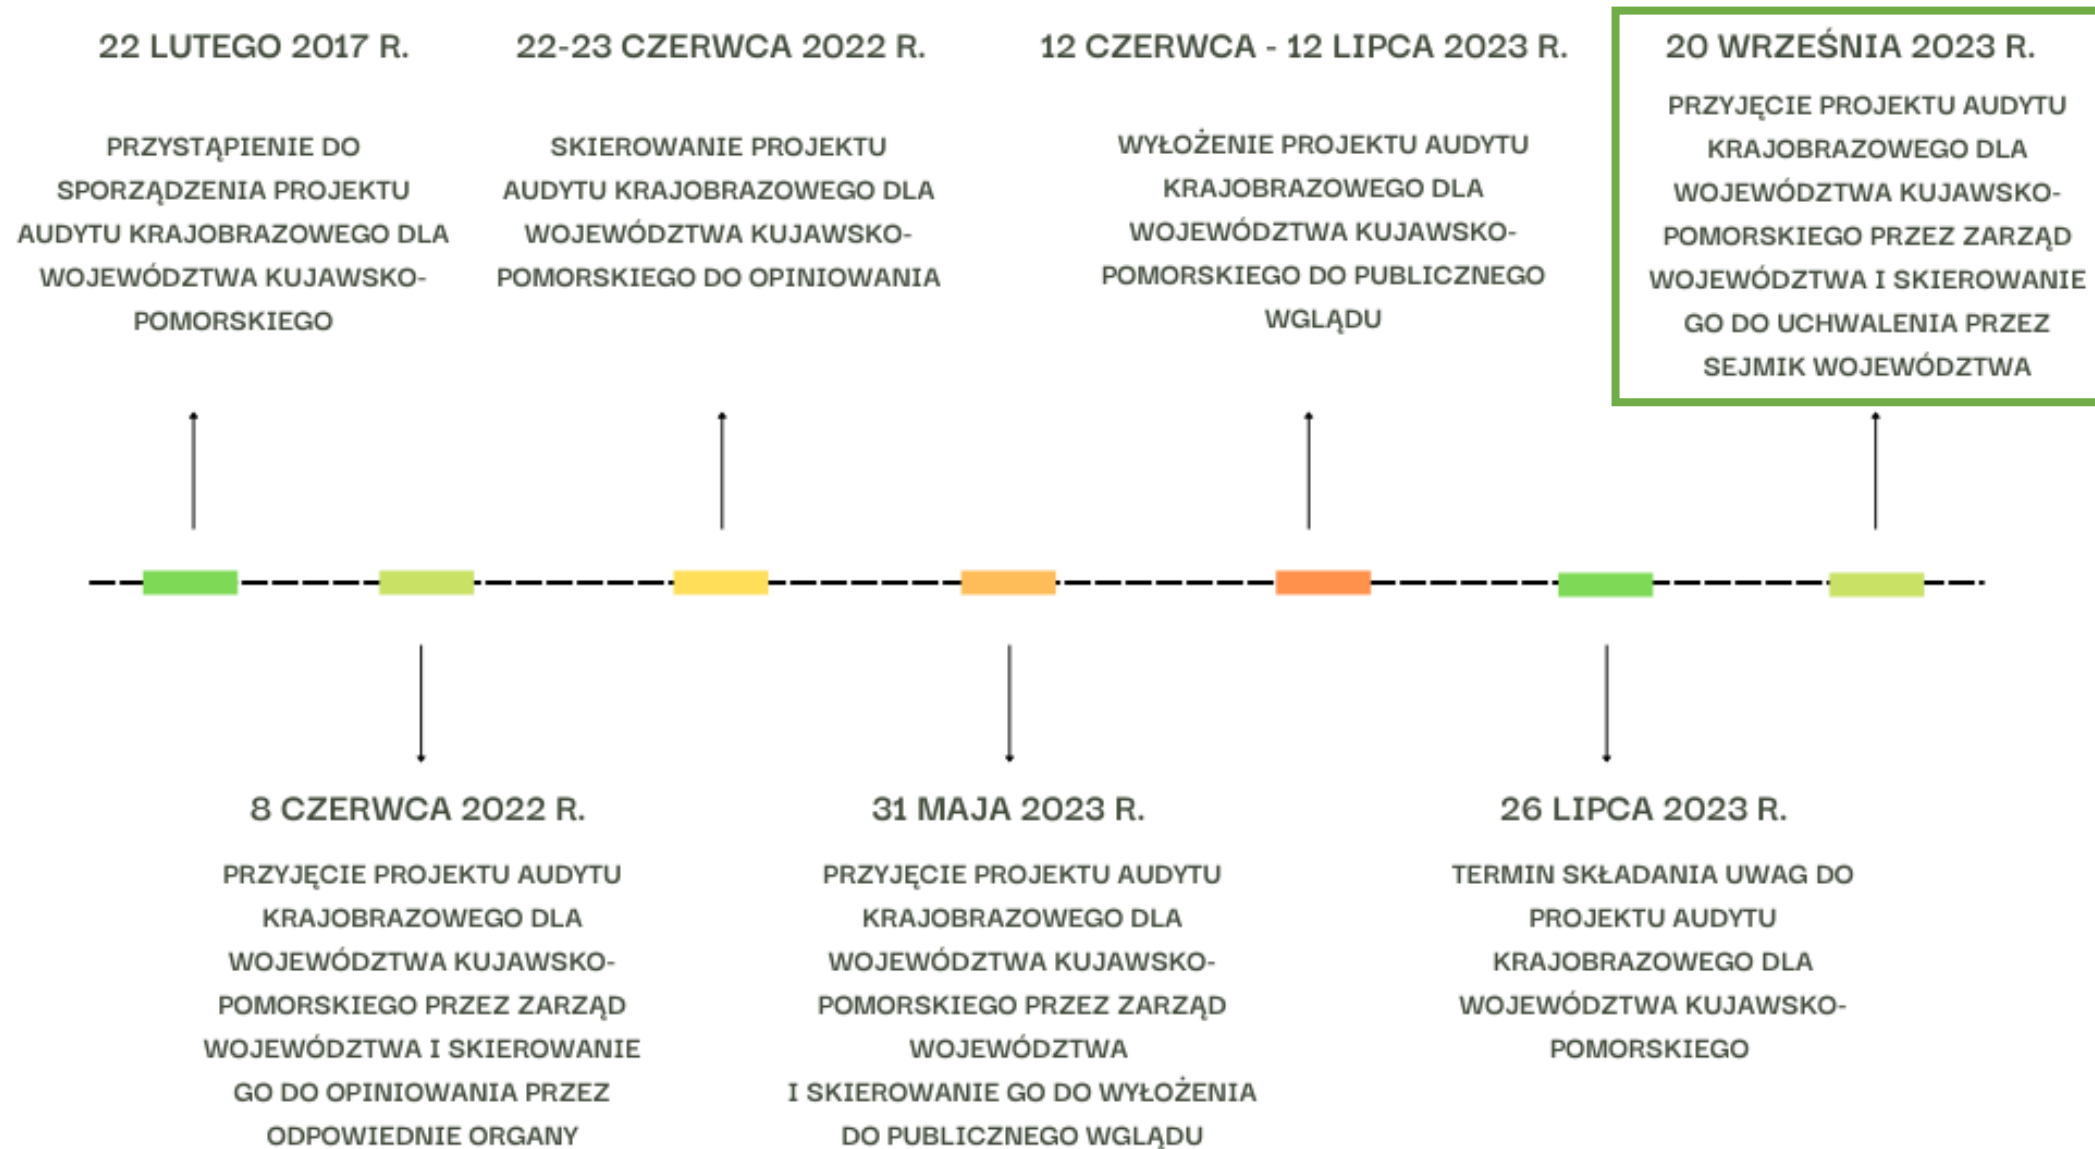 22 LUTEGO 2017 R.
PRZYSTĄPIENIE DO
SPORZĄDZENIA PROJEKTU
AUDYTU KRAJOBRAZOWEGO DLA
WOJEWÓDZTWA KUJAWSKO-
POMORSKIEGO
22-23 CZERWCA 2022 R.
SKIEROWANIE PROJEKTU
AUDYTU KRAJOBRAZOWEGO DLA
WOJEWÓDZTWA KUJAWSKO-
POMORSKIEGO DO OPINIOWANIA
12 CZERWCA - 12 LIPCA 2023 R.
WYŁOŻENIE PROJEKTU AUDYTU
KRAJOBRAZOWEGO DLA
WOJEWÓDZTWA KUJAWSKO-
POMORSKIEGO DO PUBLICZNEGO
WGLĄDU
20 WRZEŚNIA 2023 R.
PRZYJĘCIE PROJEKTU AUDYTU
KRAJOBRAZOWEGO DLA
WOJEWÓDZTWA KUJAWSKO-
POMORSKIEGO PRZEZ ZARZĄD
WOJEWÓDZTWA I SKIEROWANIE
GO DO UCHWALENIA PRZEZ
SEJMIK WOJEWÓDZTWA
8 CZERWCA 2022 R.
PRZYJĘCIE PROJEKTU AUDYTU
KRAJOBRAZOWEGO DLA
WOJEWÓDZTWA KUJAWSKO-
POMORSKIEGO PRZEZ ZARZĄD
WOJEWÓDZTWA I SKIEROWANIE
GO DO OPINIOWANIA PRZEZ
ODPOWIEDNIE ORGANY
31 MAJA 2023 R.
PRZYJĘCIE PROJEKTU AUDYTU
KRAJOBRAZOWEGO DLA
WOJEWÓDZTWA KUJAWSKO-
POMORSKIEGO PRZEZ ZARZĄD
WOJEWÓDZTWA
I SKIEROWANIE GO DO WYŁOŻENIA
DO PUBLICZNEGO WGLĄDU
26 LIPCA 2023 R.
TERMIN SKŁADANIA UWAG DO
PROJEKTU AUDYTU
KRAJOBRAZOWEGO DLA
WOJEWÓDZTWA KUJAWSKO-
POMORSKIEGO